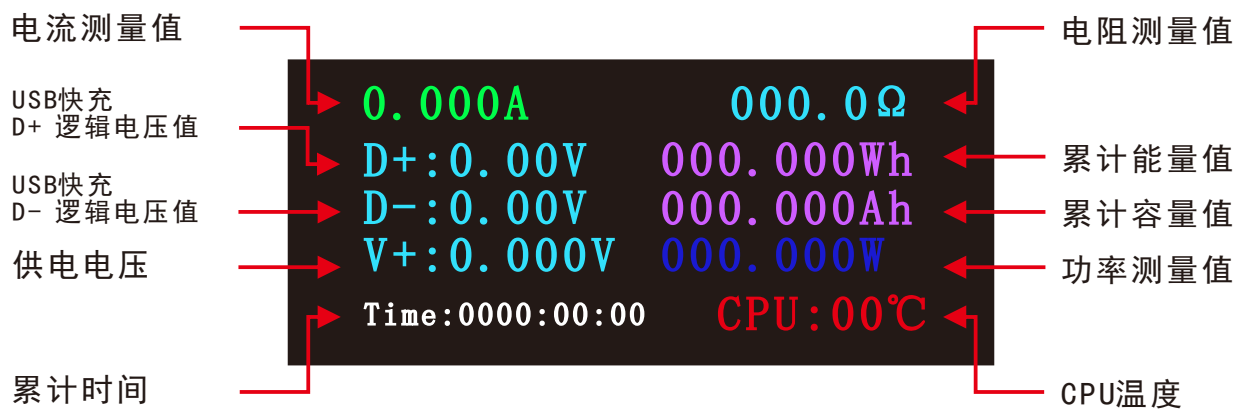 电流测量值
USB快充
D+ 逻辑电压值
USB快充
D- 逻辑电压值
供电电压
累计时间
0.000A
000.0Ω
D+:0.00V
000.000Wh
D-:0.00V
000.000Ah
V+:0.000V
000.000W
Time:0000:00:00
CPU:00℃
电阻测量值
累计能量值
累计容量值
功率测量值
CPU温度